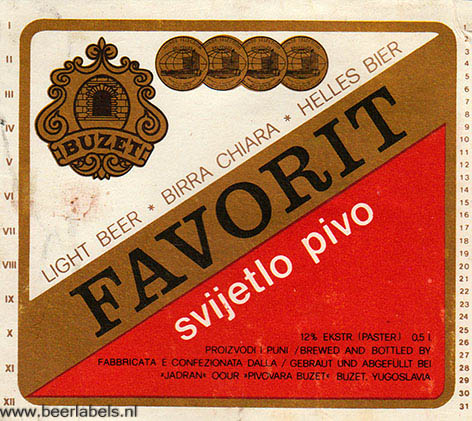 BUZET
LIGHT BEER * BIRRA CHIARA * HELLES BIER
FAVORIT
svijetlo pivo
12% EKSTR. (PASTER.) 0,5 l
PROIZVODI I PUNI / BREWED AND BOTTLED BY
FABBRICATA E CONFEZIONATA DALLA / GEBRAUT UND ABGEFÜLLT BEI
»JADRAN« OOUR »PIVOVARA BUZET« BUZET, YUGOSLAVIA
I
II
III
IV
V
VI
VII
VIII
IX
X
XI
XII
1
2
3
4
5
6
7
8
9
10
11
12
13
14
15
16
17
18
19
20
21
22
23
24
25
26
27
28
29
30
31
www.beerlabels.nl